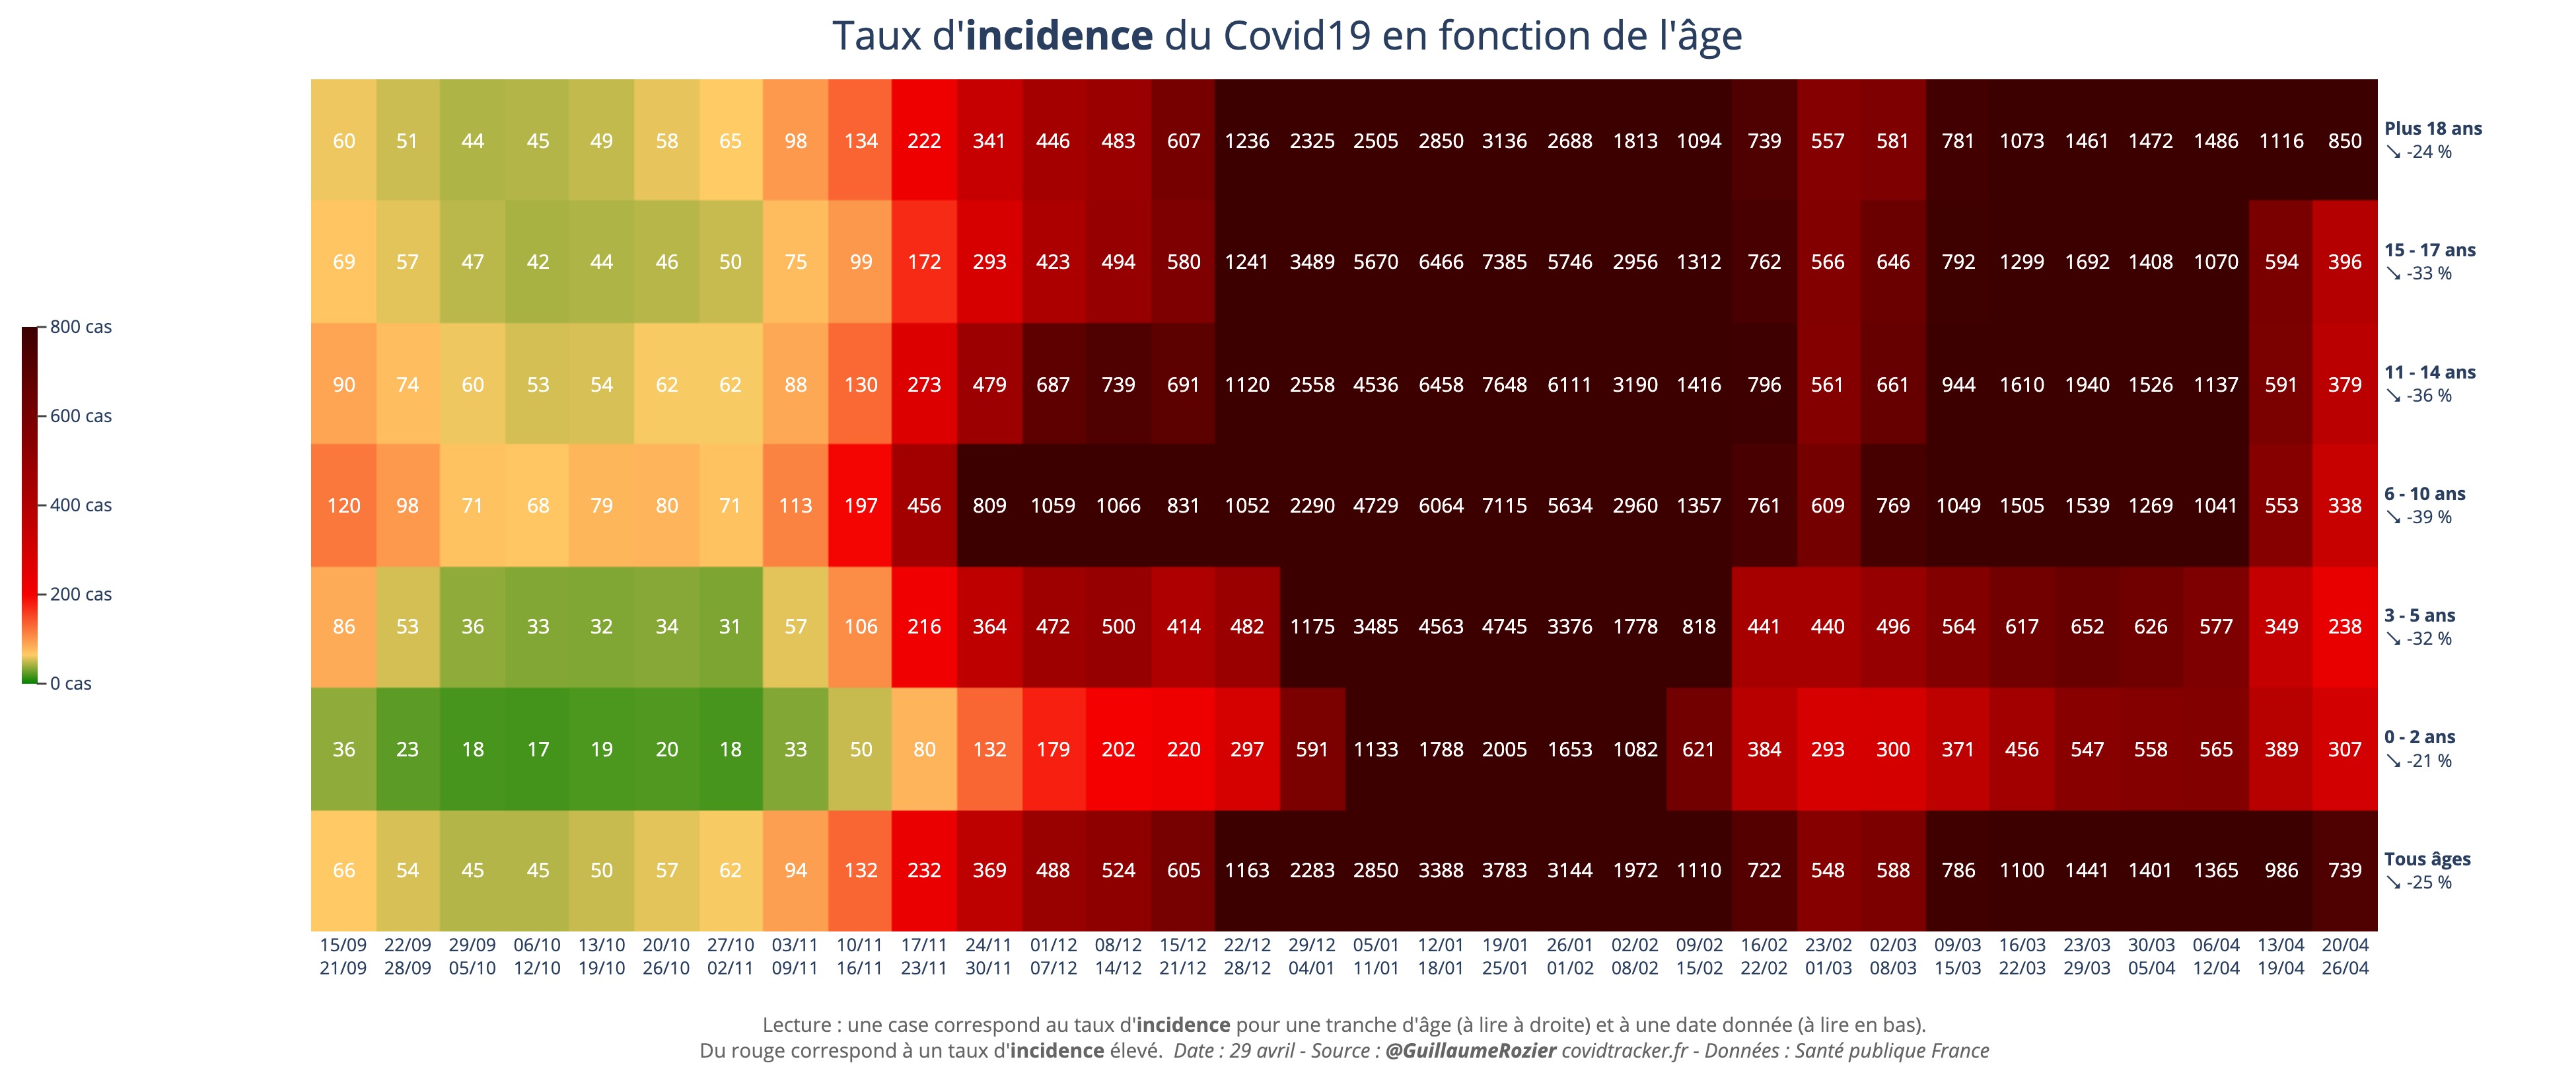 Taux d'incidence du Covid19 en fonction de l'âge
60 51 44 45 49 58 65 98 134 222 341 446 483 607 1236 2325 2505 2850 3136 2688 1813 1094 739 557 581 781 1073 1461 1472 1486 1116 850
Plus 18 ans
↘ -24 %
69 57 47 42 44 46 50 75 99 172 293 423 494 580 1241 3489 5670 6466 7385 5746 2956 1312 762 566 646 792 1299 1692 1408 1070 594 396
15 - 17 ans
↘ -33 %
90 74 60 53 54 62 62 88 130 273 479 687 739 691 1120 2558 4536 6458 7648 6111 3190 1416 796 561 661 944 1610 1940 1526 1137 591 379
11 - 14 ans
↘ -36 %
120 98 71 68 79 80 71 113 197 456 809 1059 1066 831 1052 2290 4729 6064 7115 5634 2960 1357 761 609 769 1049 1505 1539 1269 1041 553 338
6 - 10 ans
↘ -39 %
86 53 36 33 32 34 31 57 106 216 364 472 500 414 482 1175 3485 4563 4745 3376 1778 818 441 440 496 564 617 652 626 577 349 238
3 - 5 ans
↘ -32 %
36 23 18 17 19 20 18 33 50 80 132 179 202 220 297 591 1133 1788 2005 1653 1082 621 384 293 300 371 456 547 558 565 389 307
0 - 2 ans
↘ -21 %
66 54 45 45 50 57 62 94 132 232 369 488 524 605 1163 2283 2850 3388 3783 3144 1972 1110 722 548 588 786 1100 1441 1401 1365 986 739
Tous âges
↘ -25 %
800 cas
600 cas
400 cas
200 cas
0 cas
15/09 22/09 29/09 06/10 13/10 20/10 27/10 03/11 10/11 17/11 24/11 01/12 08/12 15/12 22/12 29/12 05/01 12/01 19/01 26/01 02/02 09/02 16/02 23/02 02/03 09/03 16/03 23/03 30/03 06/04 13/04 20/04
21/09 28/09 05/10 12/10 19/10 26/10 02/11 09/11 16/11 23/11 30/11 07/12 14/12 21/12 28/12 04/01 11/01 18/01 25/01 01/02 08/02 15/02 22/02 01/03 08/03 15/03 22/03 29/03 05/04 12/04 19/04 26/04
Lecture : une case correspond au taux d'incidence pour une tranche d'âge (à lire à droite) et à une date donnée (à lire en bas).
Du rouge correspond à un taux d'incidence élevé. Date : 29 avril - Source : @GuillaumeRozier covidtracker.fr - Données : Santé publique France